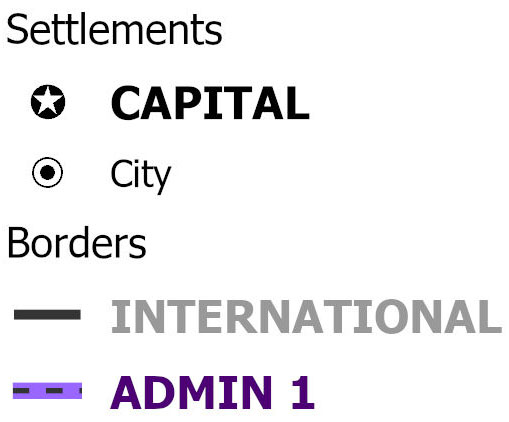 Settlements
CAPITAL
City
Borders
INTERNATIONAL
ADMIN 1